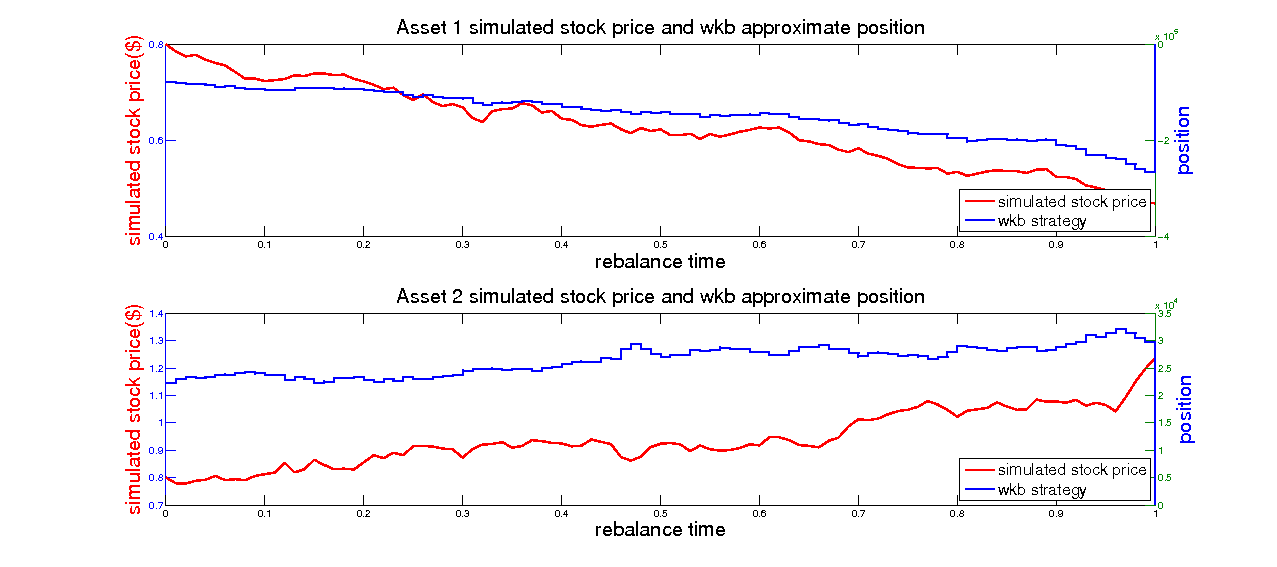 Asset 1 simulated stock price and wkb approximate position
x 10^5
0.8
0.6
0.4
0
-2
-4
simulated stock price($)
position
simulated stock price
wkb strategy
0 0.1 0.2 0.3 0.4 0.5 0.6 0.7 0.8 0.9 1
rebalance time
Asset 2 simulated stock price and wkb approximate position
x 10^4
1.4
1.3
1.2
1.1
1
0.9
0.8
0.7
3.5
3
2.5
2
1.5
1
0.5
0
simulated stock price($)
position
simulated stock price
wkb strategy
0 0.1 0.2 0.3 0.4 0.5 0.6 0.7 0.8 0.9 1
rebalance time